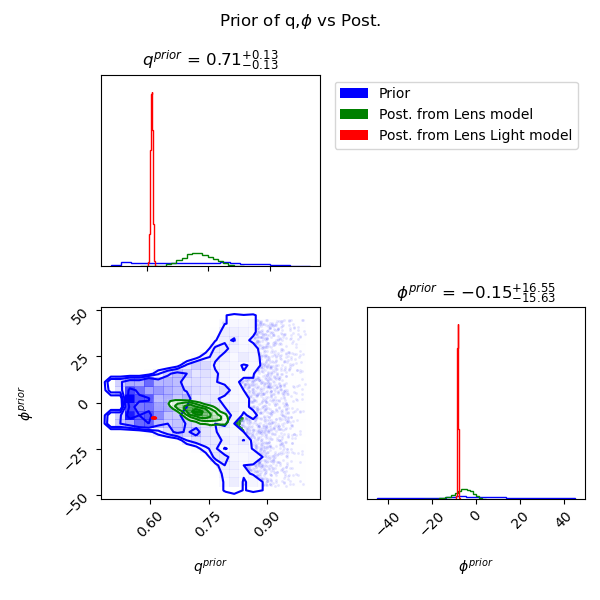 Prior of q,ϕ vs Post.
q^{prior} = 0.71^{+0.13}_{−0.13}
Prior
Post. from Lens model
Post. from Lens Light model
ϕ^{prior} = −0.15^{+16.55}_{−15.63}
50
25
0
−25
−50
ϕ^{prior}
0.60 0.75 0.90
q^{prior}
−40 −20 0 20 40
ϕ^{prior}